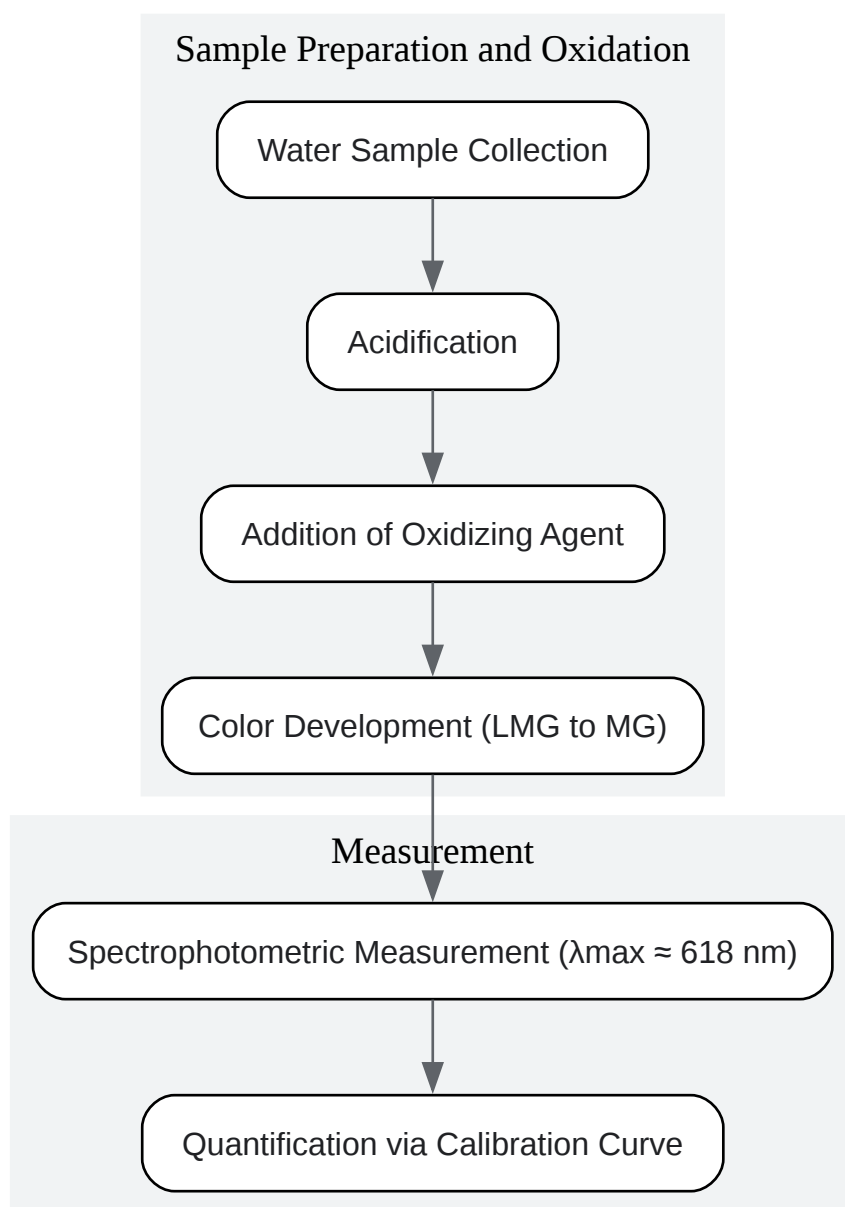 Sample Preparation and Oxidation
Water Sample Collection
Acidification
Addition of Oxidizing Agent
Color Development (LMG to MG)
Measurement
Spectrophotometric Measurement (λmax ≈ 618 nm)
Quantification via Calibration Curve